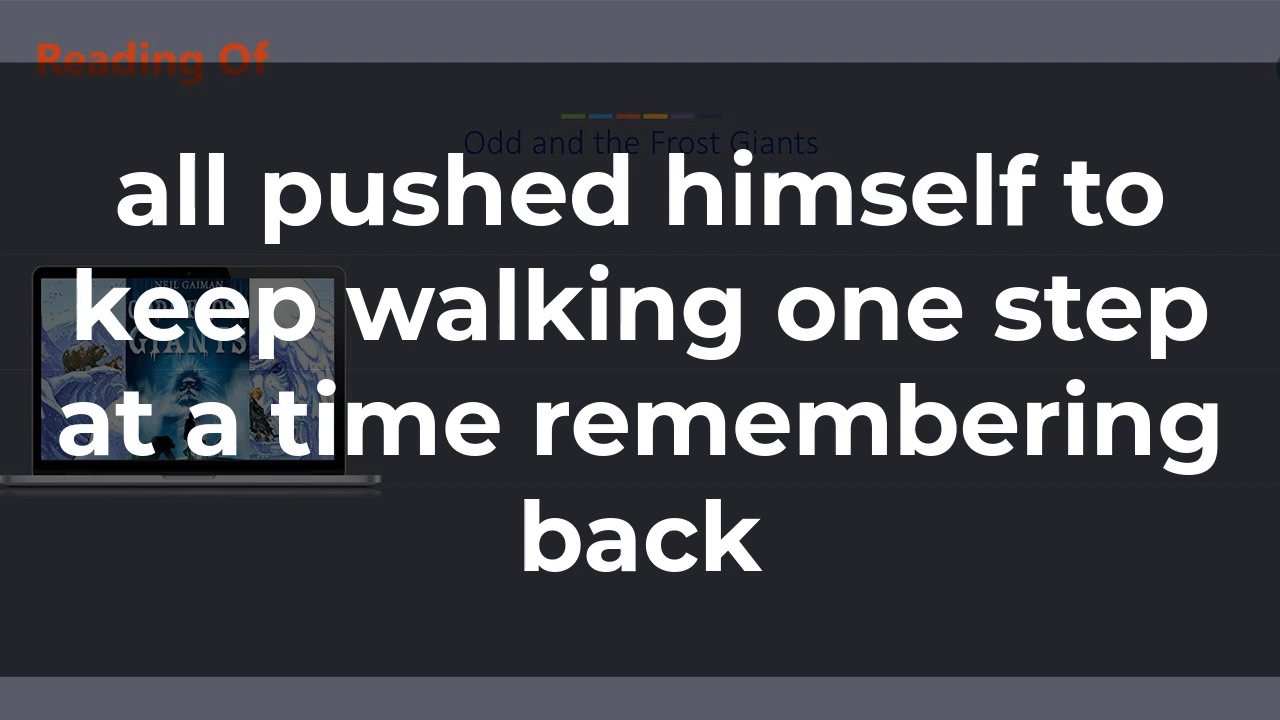 Reading Of
Odd and the Frost Giants
all pushed himself to
keep walking one step
at a time remembering
back
NEIL GAIMAN
GIANTS